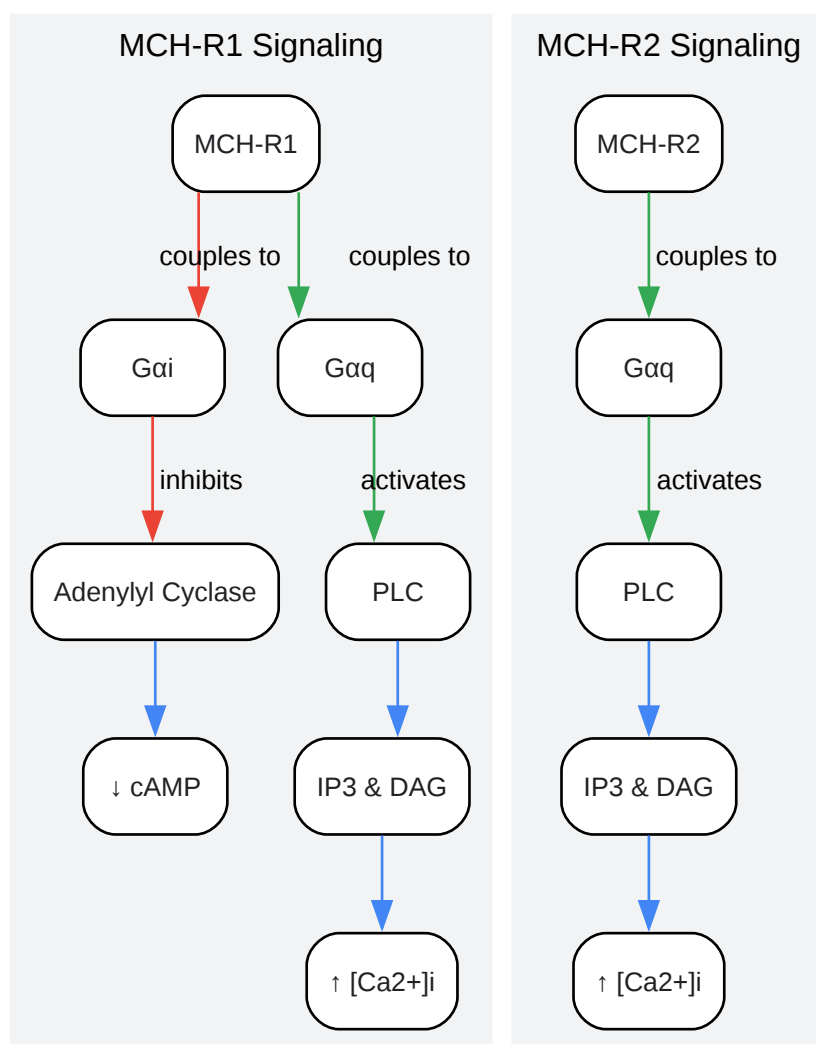 MCH-R1 Signaling
MCH-R1
couples to
couples to
Gαi
Gαq
inhibits
activates
Adenylyl Cyclase
PLC
↓ cAMP
IP3 & DAG
↑ [Ca2+]i
MCH-R2 Signaling
MCH-R2
couples to
Gαq
activates
PLC
IP3 & DAG
↑ [Ca2+]i